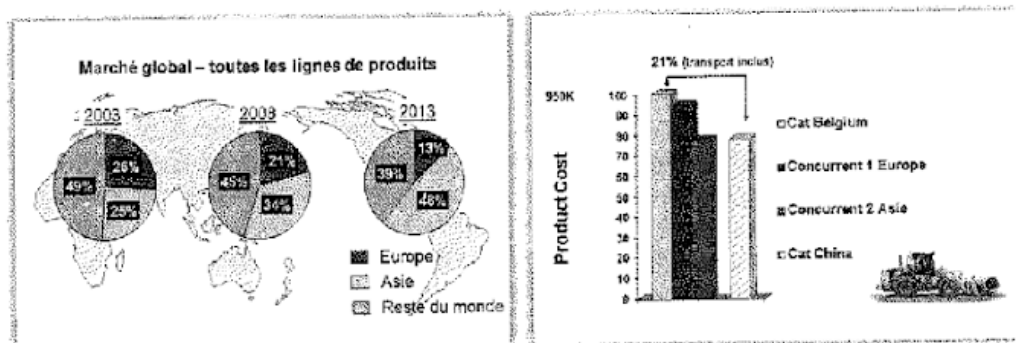 Marché global – toutes les lignes de produits
2003
2008
2013
26%
49%
25%
21%
45%
34%
13%
39%
48%
Europe
Asie
Reste du monde
21% (transport inclus)
950K
Product Cost
100
90
80
70
60
50
40
30
20
10
0
Cat Belgium
Concurrent 1 Europe
Concurrent 2 Asie
Cat China